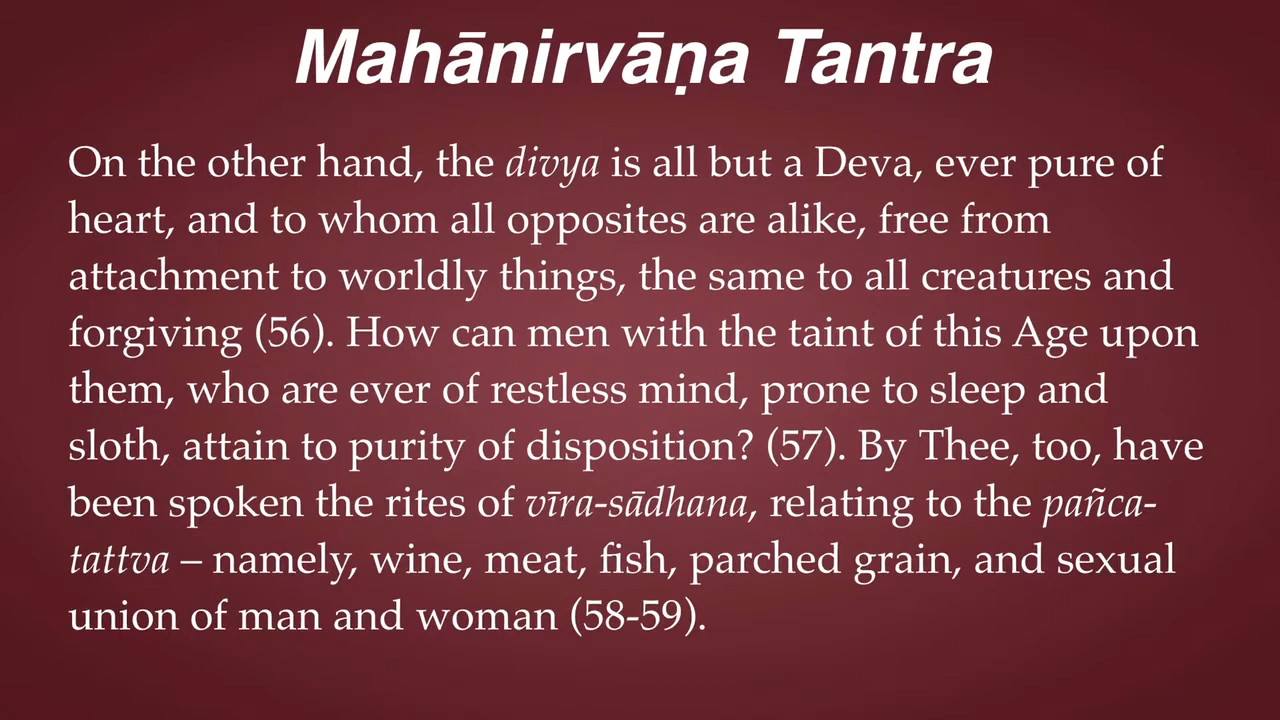 Mahānirvāṇa Tantra
On the other hand, the divya is all but a Deva, ever pure of
heart, and to whom all opposites are alike, free from
attachment to worldly things, the same to all creatures and
forgiving (56). How can men with the taint of this Age upon
them, who are ever of restless mind, prone to sleep and
sloth, attain to purity of disposition? (57). By Thee, too, have
been spoken the rites of vīra-sādhana, relating to the pañca-
tattva – namely, wine, meat, fish, parched grain, and sexual
union of man and woman (58-59).